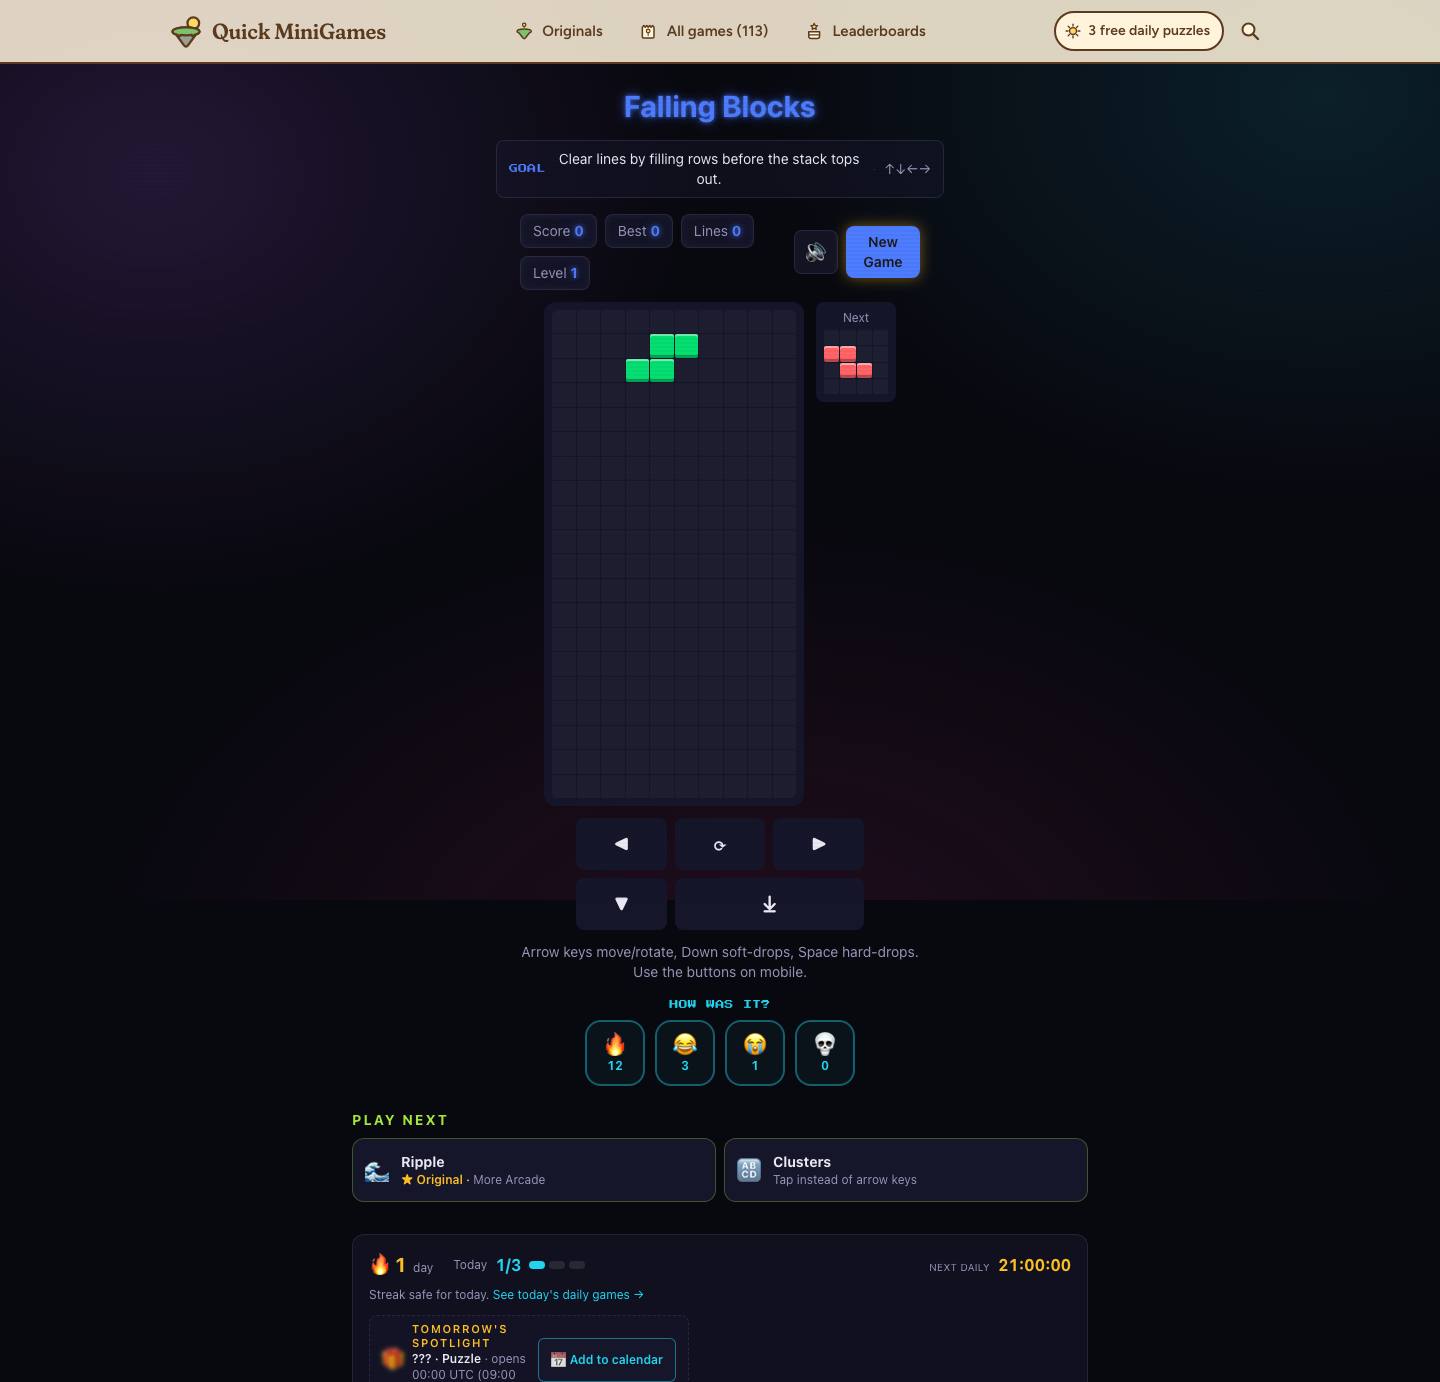 Quick MiniGames
Originals
All games (113)
Leaderboards
3 free daily puzzles
Falling Blocks
GOAL
Clear lines by filling rows before the stack tops
out.
· ↑↓←→
Score 0
Best 0
Lines 0
Level 1
New
Game
Next
Arrow keys move/rotate, Down soft-drops, Space hard-drops.
Use the buttons on mobile.
HOW WAS IT?
12
3
1
0
PLAY NEXT
Ripple
Original · More Arcade
Clusters
Tap instead of arrow keys
1 day
Today 1/3
NEXT DAILY 21:00:00
Streak safe for today. See today's daily games →
TOMORROW'S
SPOTLIGHT
??? · Puzzle · opens
00:00 UTC (09:00
Add to calendar